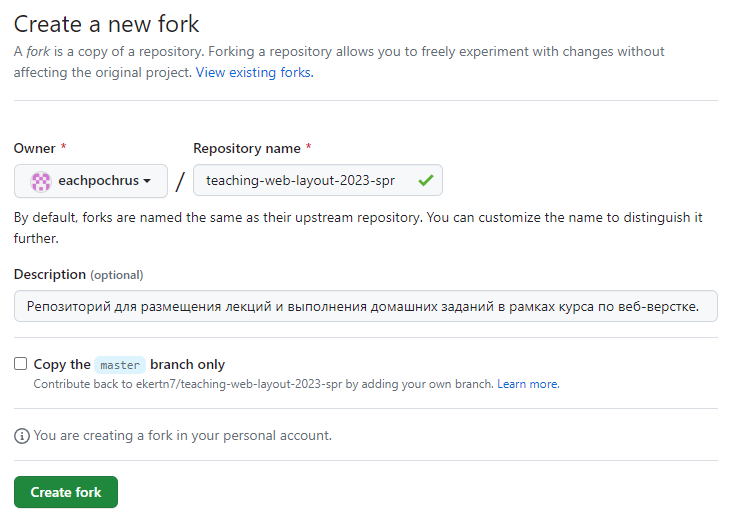 Create a new fork
A fork is a copy of a repository. Forking a repository allows you to freely experiment with changes without
affecting the original project. View existing forks.
Owner * Repository name *
eachpochrus / teaching-web-layout-2023-spr
By default, forks are named the same as their upstream repository. You can customize the name to distinguish it
further.
Description (optional)
Репозиторий для размещения лекций и выполнения домашних заданий в рамках курса по веб-верстке.
Copy the master branch only
Contribute back to ekertn7/teaching-web-layout-2023-spr by adding your own branch. Learn more.
You are creating a fork in your personal account.
Create fork